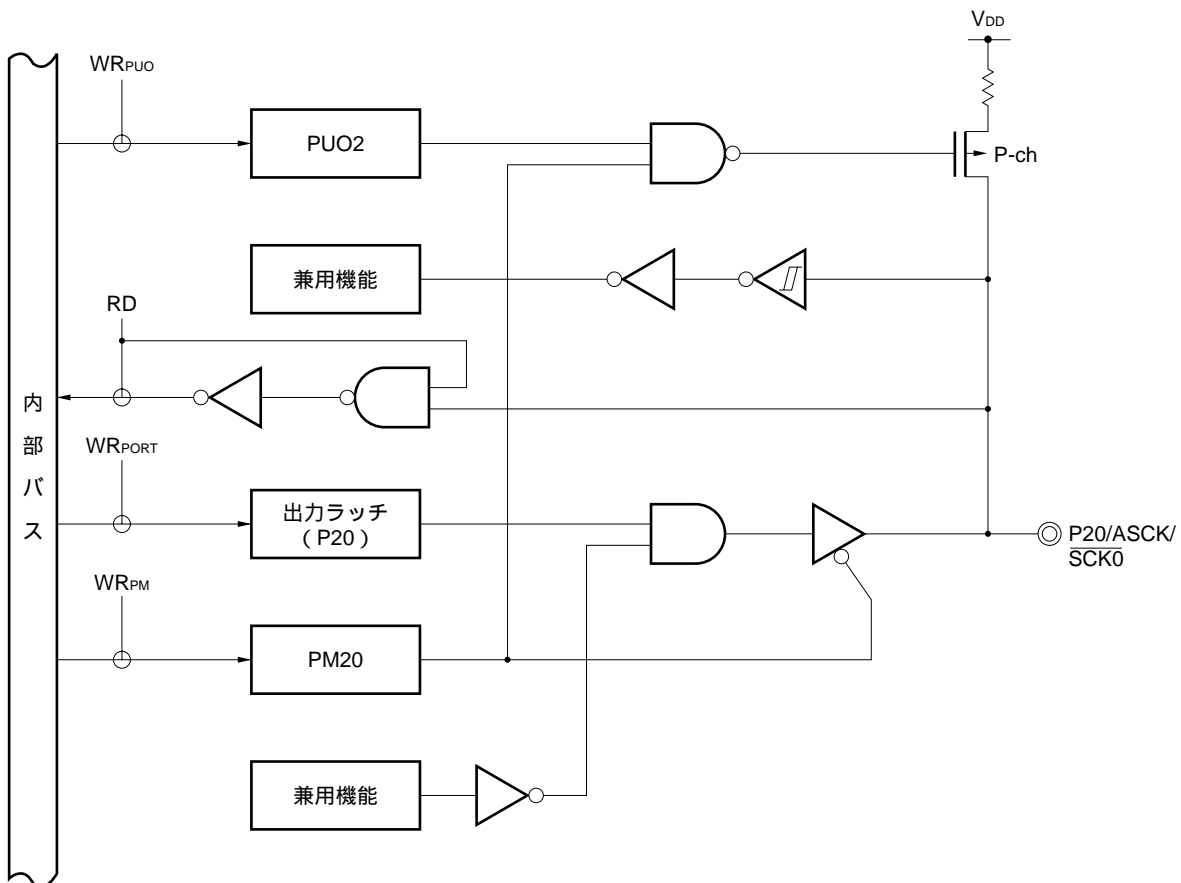 VDD
WRPUO
PUO2
P-ch
兼用機能
RD
内部バス
WRPORT
出力ラッチ
(P20)
P20/ASCK/
SCK0
WRPM
PM20
兼用機能